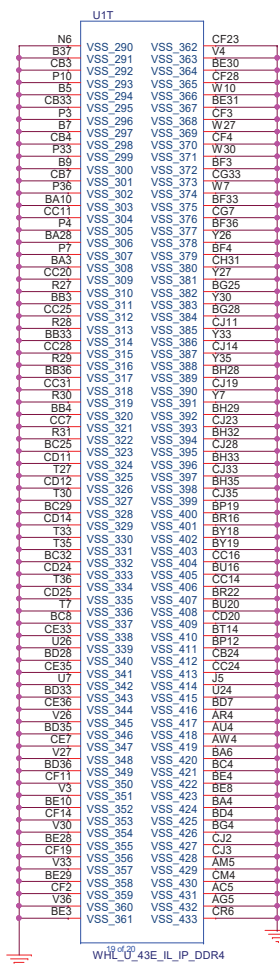 U1T
N6 VSS_290 VSS_362 CF23
B37 VSS_291 VSS_363 V4
CB3 VSS_292 VSS_364 BE30
P10 VSS_293 VSS_365 CF28
B5 VSS_294 VSS_366 W10
CB33 VSS_295 VSS_367 BE31
P3 VSS_296 VSS_368 CF3
B7 VSS_297 VSS_369 W27
CB4 VSS_298 VSS_370 CF4
P33 VSS_299 VSS_371 W30
B9 VSS_300 VSS_372 BF3
CB7 VSS_301 VSS_373 CG33
P36 VSS_302 VSS_374 W7
BA10 VSS_303 VSS_375 BF33
CC11 VSS_304 VSS_376 CG7
P4 VSS_305 VSS_377 BF36
BA28 VSS_306 VSS_378 Y26
P7 VSS_307 VSS_379 BF4
BA3 VSS_308 VSS_380 CH31
CC20 VSS_309 VSS_381 Y27
R27 VSS_310 VSS_382 BG25
BB3 VSS_311 VSS_383 Y30
CC25 VSS_312 VSS_384 BG28
R28 VSS_313 VSS_385 CJ11
BB33 VSS_314 VSS_386 Y33
CC28 VSS_315 VSS_387 CJ14
R29 VSS_316 VSS_388 Y35
BB36 VSS_317 VSS_389 BH28
CC31 VSS_318 VSS_390 CJ19
R30 VSS_319 VSS_391 Y7
BB4 VSS_320 VSS_392 BH29
CC7 VSS_321 VSS_393 CJ23
R31 VSS_322 VSS_394 BH32
BC25 VSS_323 VSS_395 CJ28
CD11 VSS_324 VSS_396 BH33
T27 VSS_325 VSS_397 CJ33
CD12 VSS_326 VSS_398 BH35
T30 VSS_327 VSS_399 CJ35
BC29 VSS_328 VSS_400 BP19
CD14 VSS_329 VSS_401 BR16
T33 VSS_330 VSS_402 BY18
T35 VSS_331 VSS_403 BY19
BC32 VSS_332 VSS_404 CC16
CD24 VSS_333 VSS_405 BU16
T36 VSS_334 VSS_406 CC14
CD25 VSS_335 VSS_407 BR22
T7 VSS_336 VSS_408 BU20
BC8 VSS_337 VSS_409 CD20
CE33 VSS_338 VSS_410 BT14
U26 VSS_339 VSS_411 BP12
BD28 VSS_340 VSS_412 CB24
CE35 VSS_341 VSS_413 CC24
U7 VSS_342 VSS_414 J5
BD33 VSS_343 VSS_415 U24
CE36 VSS_344 VSS_416 BD7
V26 VSS_345 VSS_417 AR4
BD35 VSS_346 VSS_418 AU4
CE7 VSS_347 VSS_419 AW4
V27 VSS_348 VSS_420 BA6
BD36 VSS_349 VSS_421 BC4
CF11 VSS_350 VSS_422 BE4
V3 VSS_351 VSS_423 BE8
BE10 VSS_352 VSS_424 BA4
CF14 VSS_353 VSS_425 BD4
V30 VSS_354 VSS_426 BG4
BE28 VSS_355 VSS_427 CJ2
CF19 VSS_356 VSS_428 CJ3
V33 VSS_357 VSS_429 AM5
BE29 VSS_358 VSS_430 CM4
CF2 VSS_359 VSS_431 AC5
V36 VSS_360 VSS_432 AG5
BE3 VSS_361 VSS_433 CR6
19 of 20
WHL_U_43E_IL_IP_DDR4